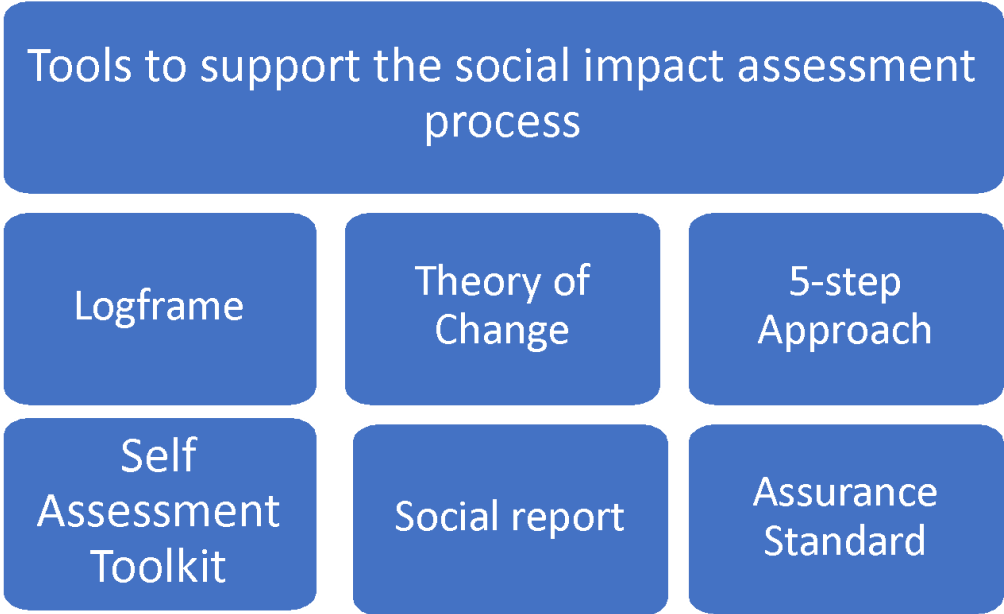 Tools to support the social impact assessment
process
Logframe
Theory of
Change
5-step
Approach
Self
Assessment
Toolkit
Social report
Assurance
Standard